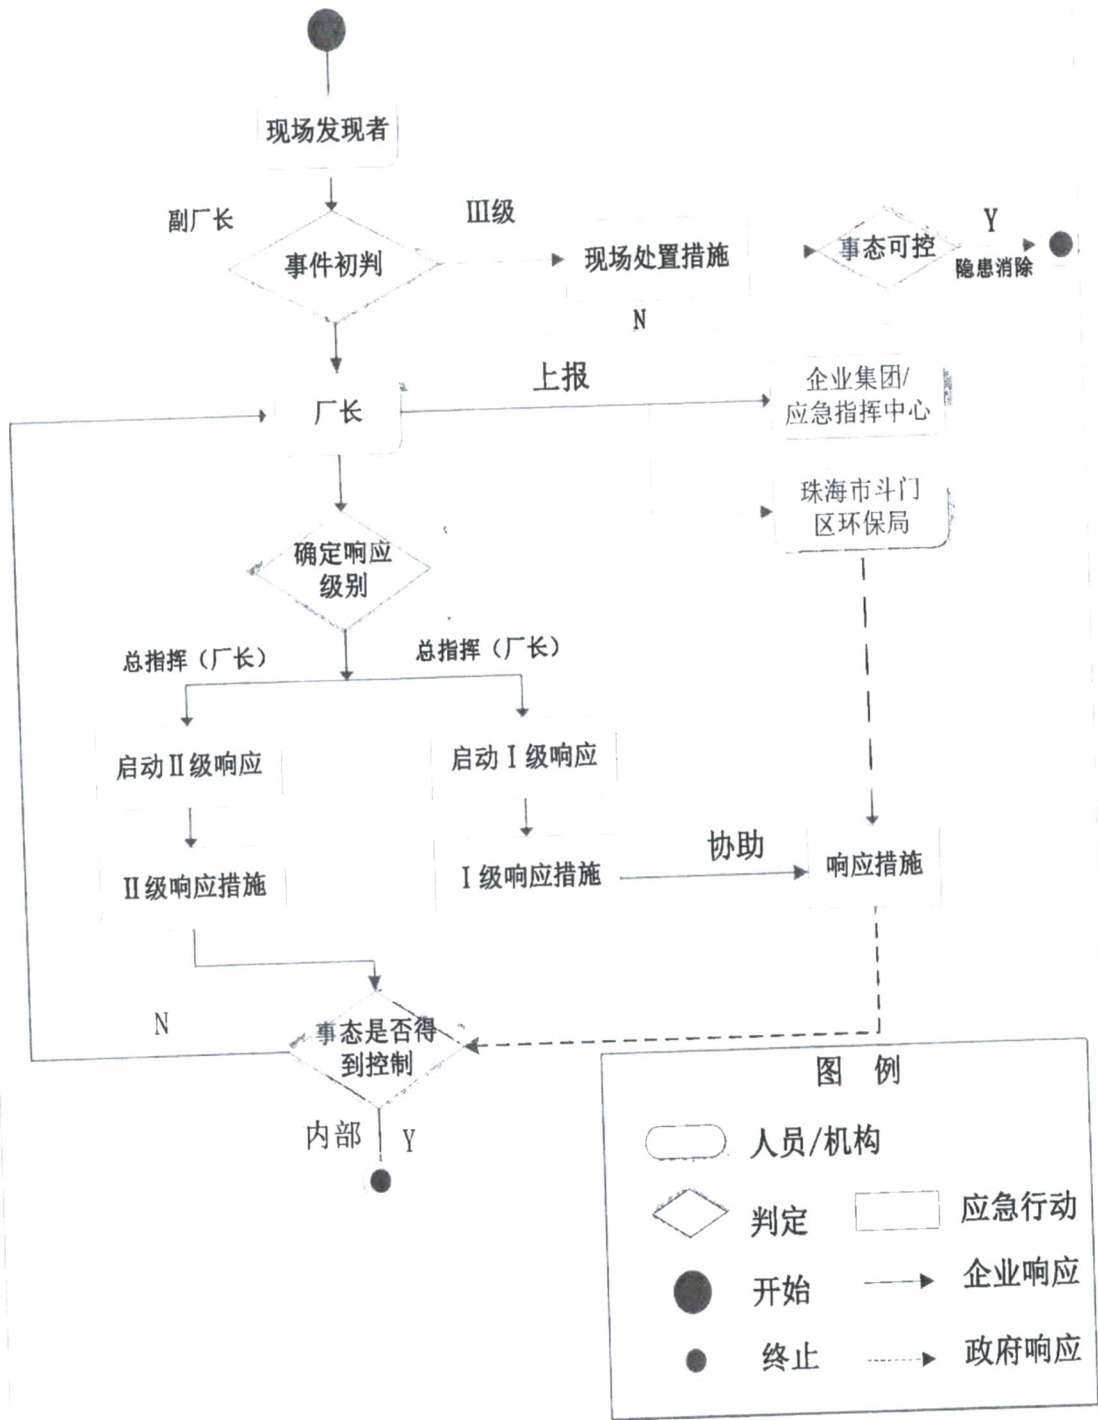 现场发现者
副厂长
III级
事件初判
现场处置措施
事态可控
Y
隐患消除
N
厂长
上报
企业集团/
应急指挥中心
珠海市斗门
区环保局
确定响应
级别
总指挥（厂长）
总指挥（厂长）
启动II级响应
启动I级响应
II级响应措施
I级响应措施
协助
响应措施
N
事态是否得
到控制
内部
Y
图 例
人员/机构
判定
应急行动
开始
企业响应
终止
政府响应